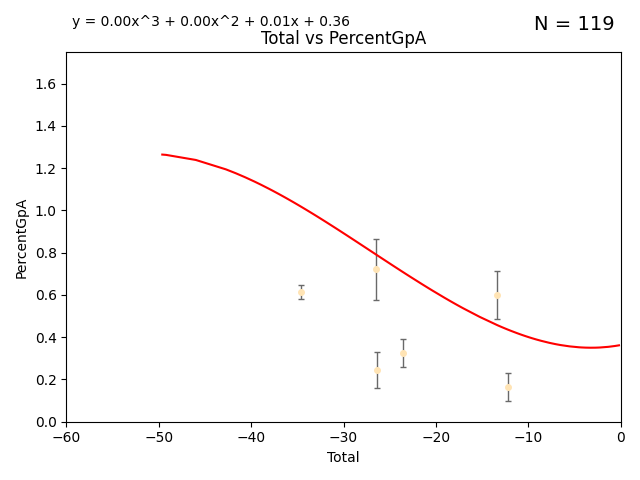 y = 0.00x^3 + 0.00x^2 + 0.01x + 0.36
N = 119
Total vs PercentGpA
PercentGpA
1.6
1.4
1.2
1.0
0.8
0.6
0.4
0.2
0.0
−60 −50 −40 −30 −20 −10 0
Total